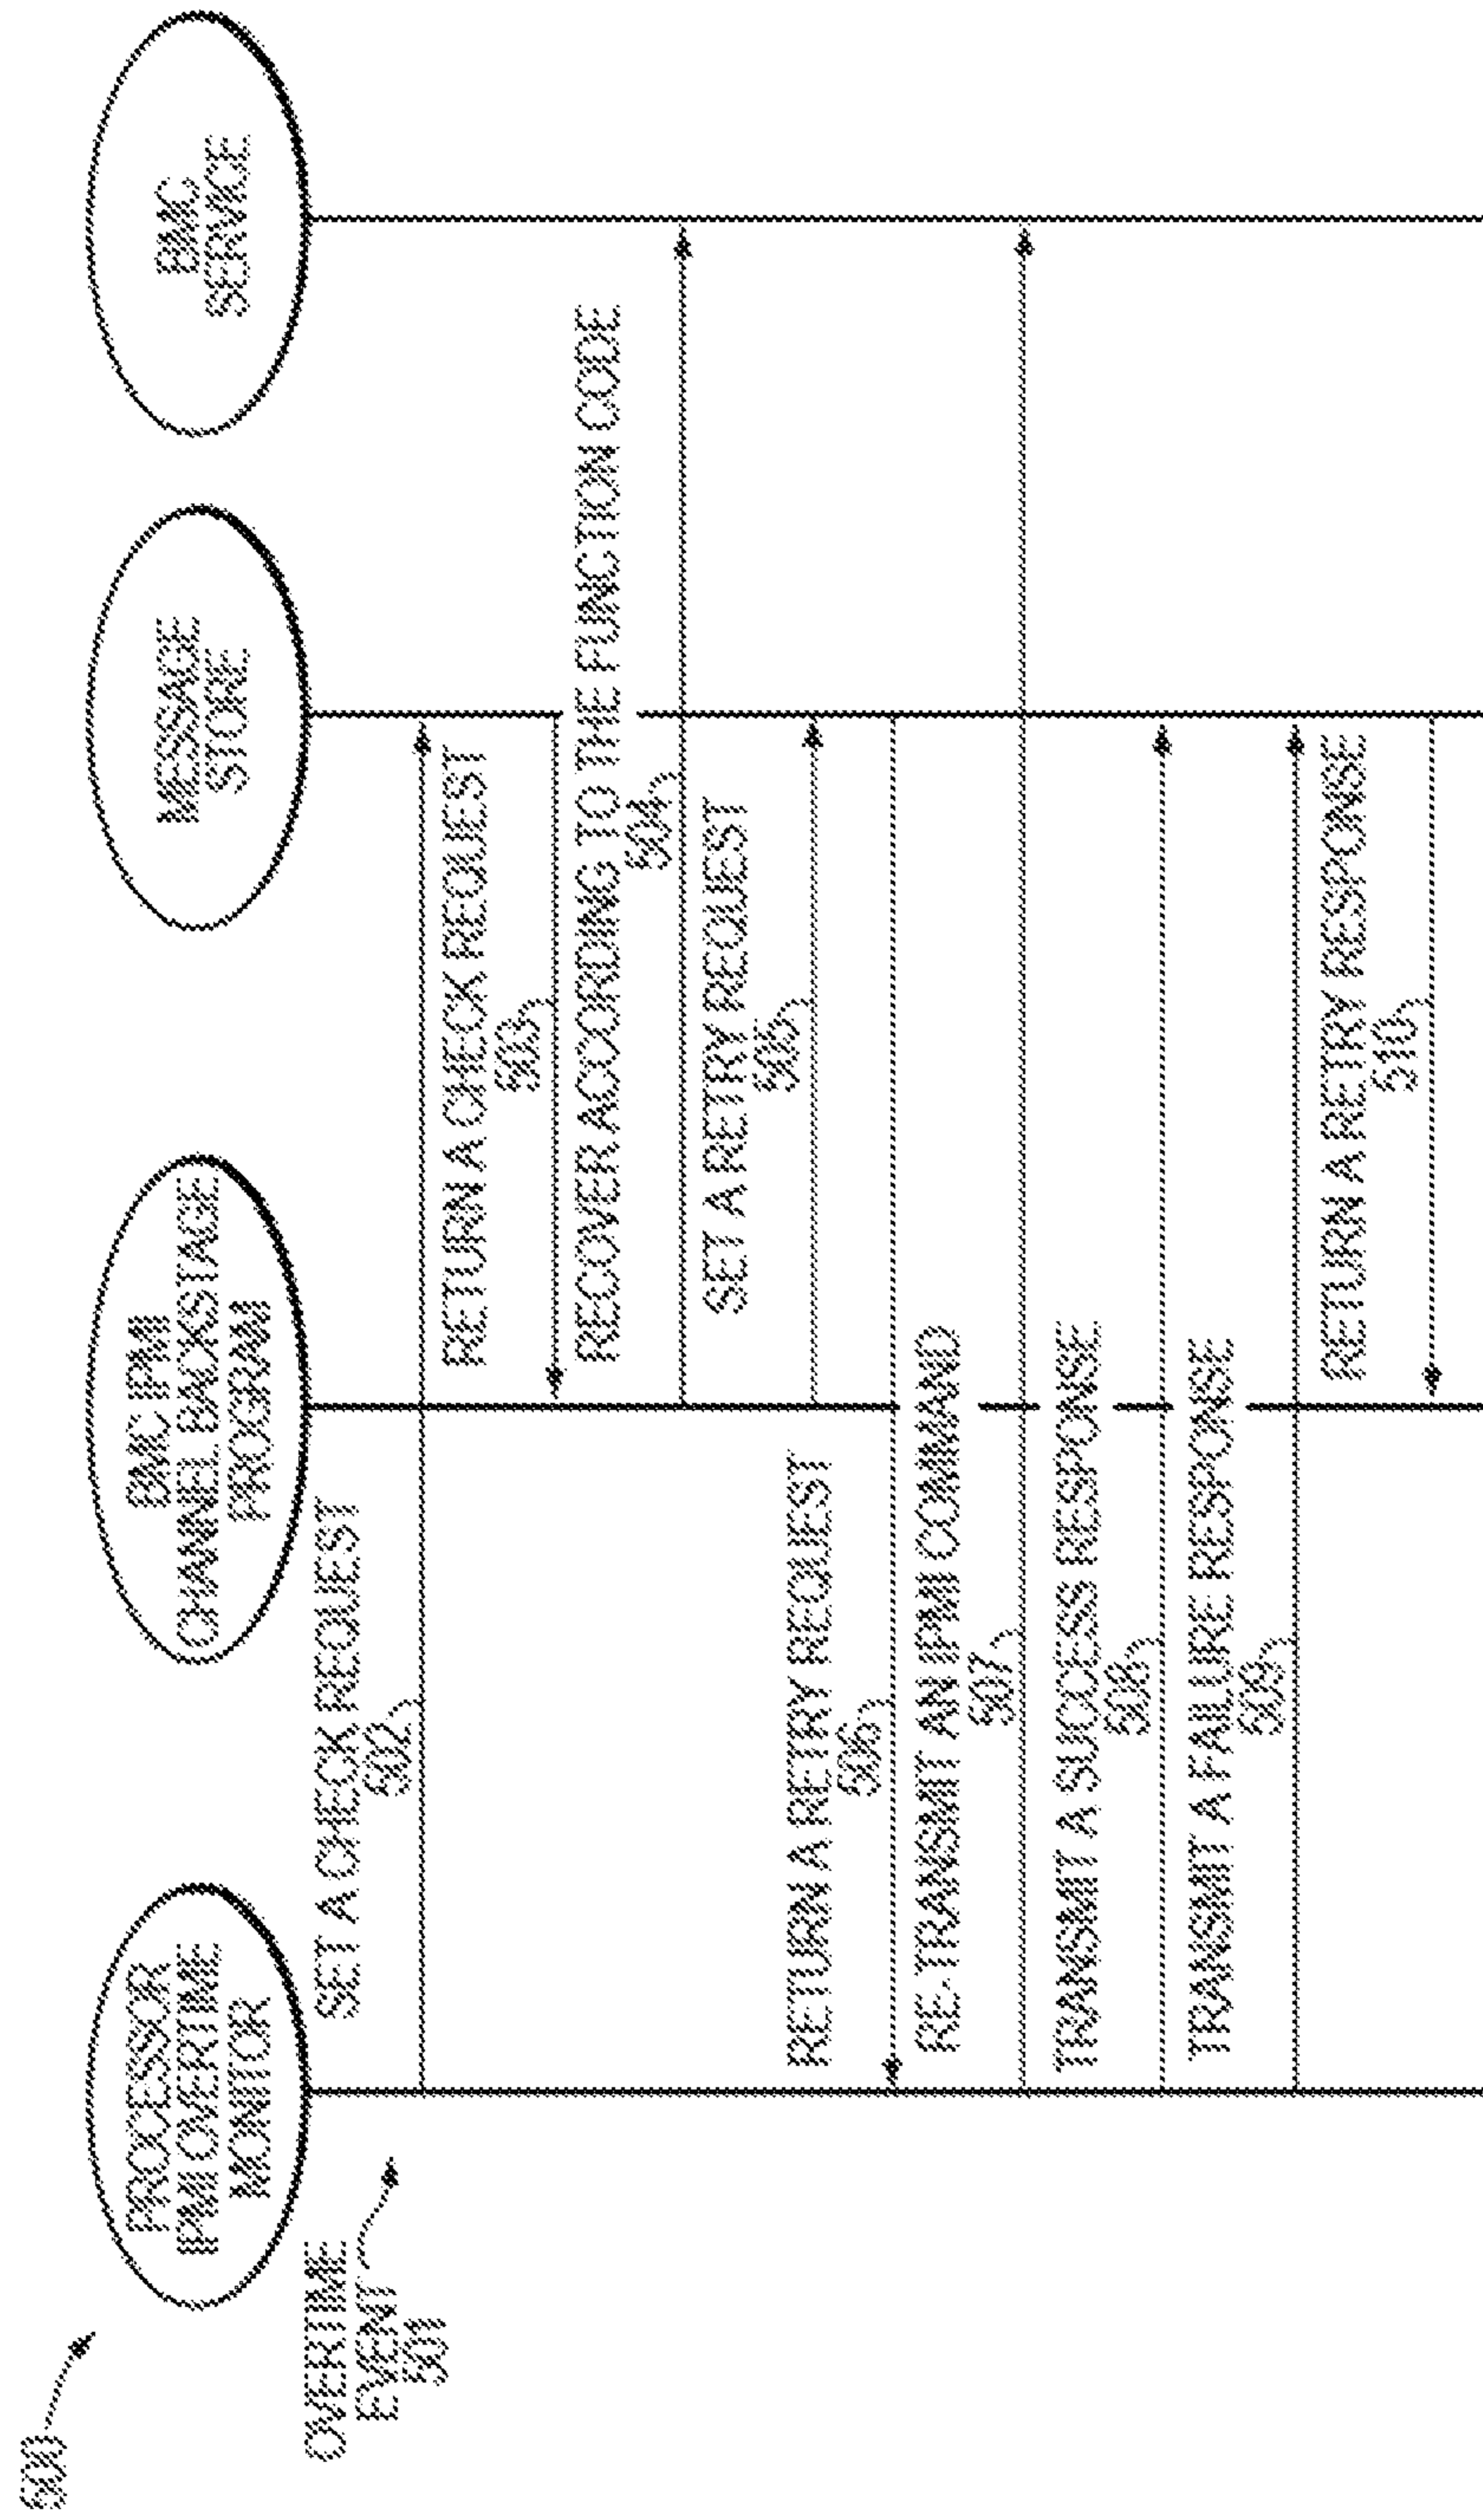 500
PROCESSOR
IPMI OVERTIME
MONITOR
BMC IPMI
CHANNEL BACKSTAGE
PROGRAM
MESSAGE
STORE
BMC
SERVICE
OVERTIME
EVENT
501
SET A CHECK REQUEST
502
RETURN A CHECK REQUEST
503
RECOVER ACCORDING TO THE FUNCTION CODE
504
SET A RETRY REQUEST
505
RETURN A RETRY REQUEST
506
RE-TRANSMIT AN IPMI COMMAND
507
TRANSMIT A SUCCESS RESPONSE
508
TRANSMIT A FAILURE RESPONSE
509
RETURN A RETRY RESPONSE
510